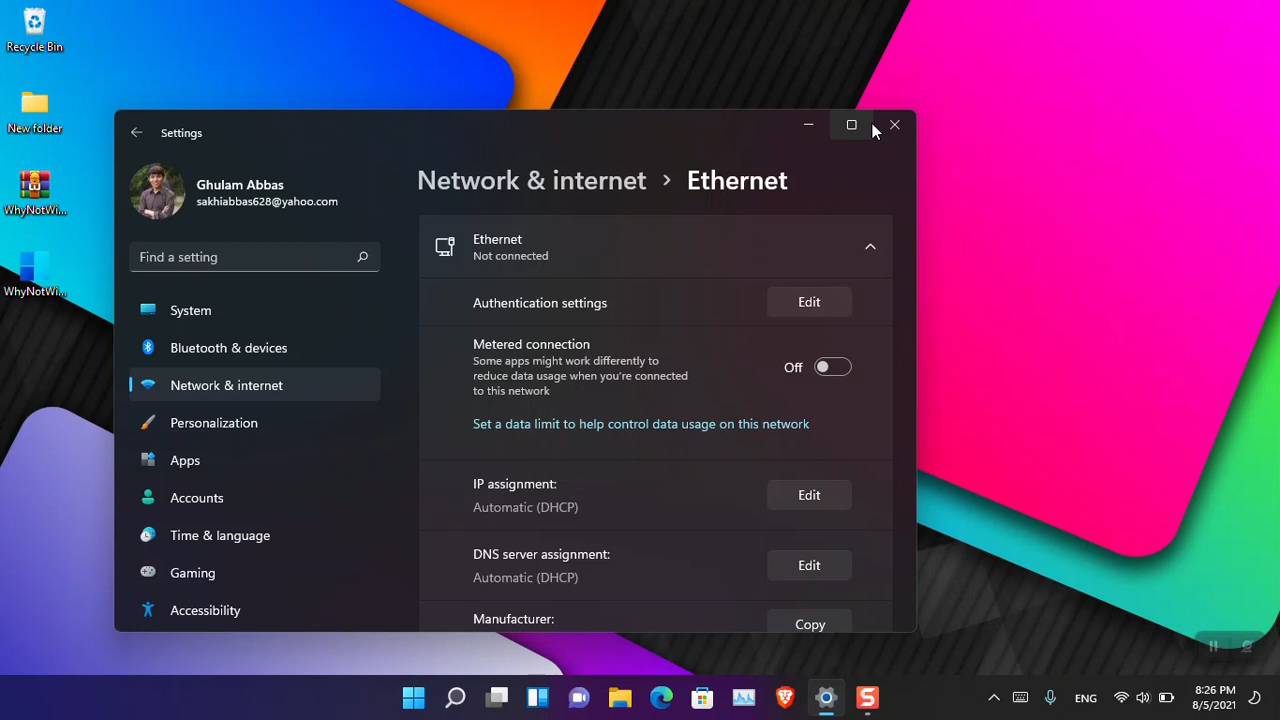 Recycle Bin
New folder
WhyNotWi...
WhyNotWi...
Settings
Ghulam Abbas
sakhiabbas628@yahoo.com
Find a setting
System
Bluetooth & devices
Network & internet
Personalization
Apps
Accounts
Time & language
Gaming
Accessibility
Network & internet > Ethernet
Ethernet
Not connected
Authentication settings
Edit
Metered connection
Some apps might work differently to
reduce data usage when you're connected
to this network
Off
Set a data limit to help control data usage on this network
IP assignment:
Automatic (DHCP)
Edit
DNS server assignment:
Automatic (DHCP)
Edit
Manufacturer:
Copy
ENG
8:26 PM
8/5/2021